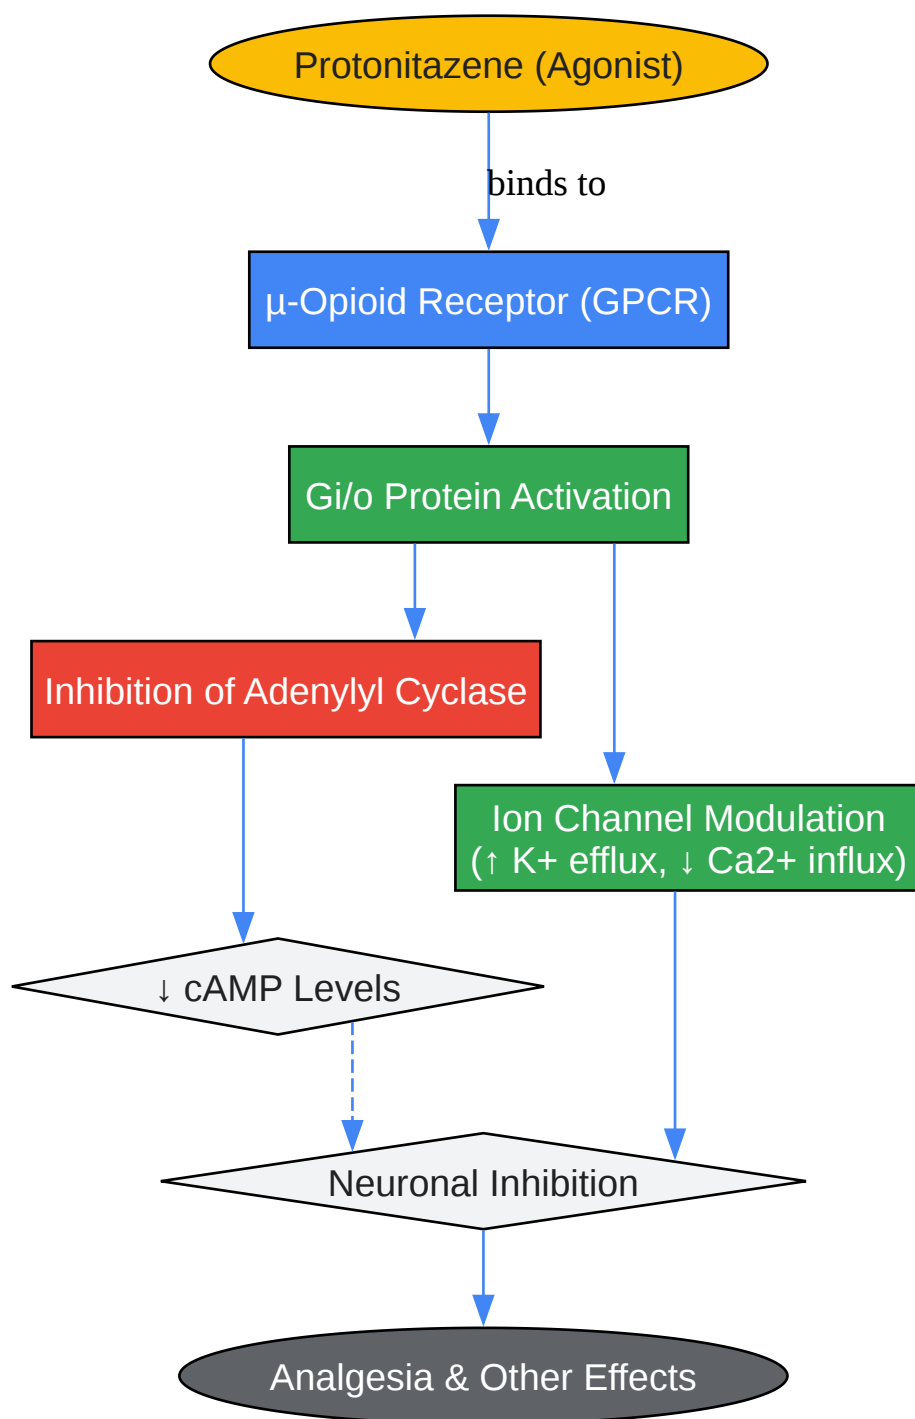 Protonitazene (Agonist)
binds to
µ-Opioid Receptor (GPCR)
Gi/o Protein Activation
Inhibition of Adenylyl Cyclase
Ion Channel Modulation
(↑ K+ efflux, ↓ Ca2+ influx)
↓ cAMP Levels
Neuronal Inhibition
Analgesia & Other Effects